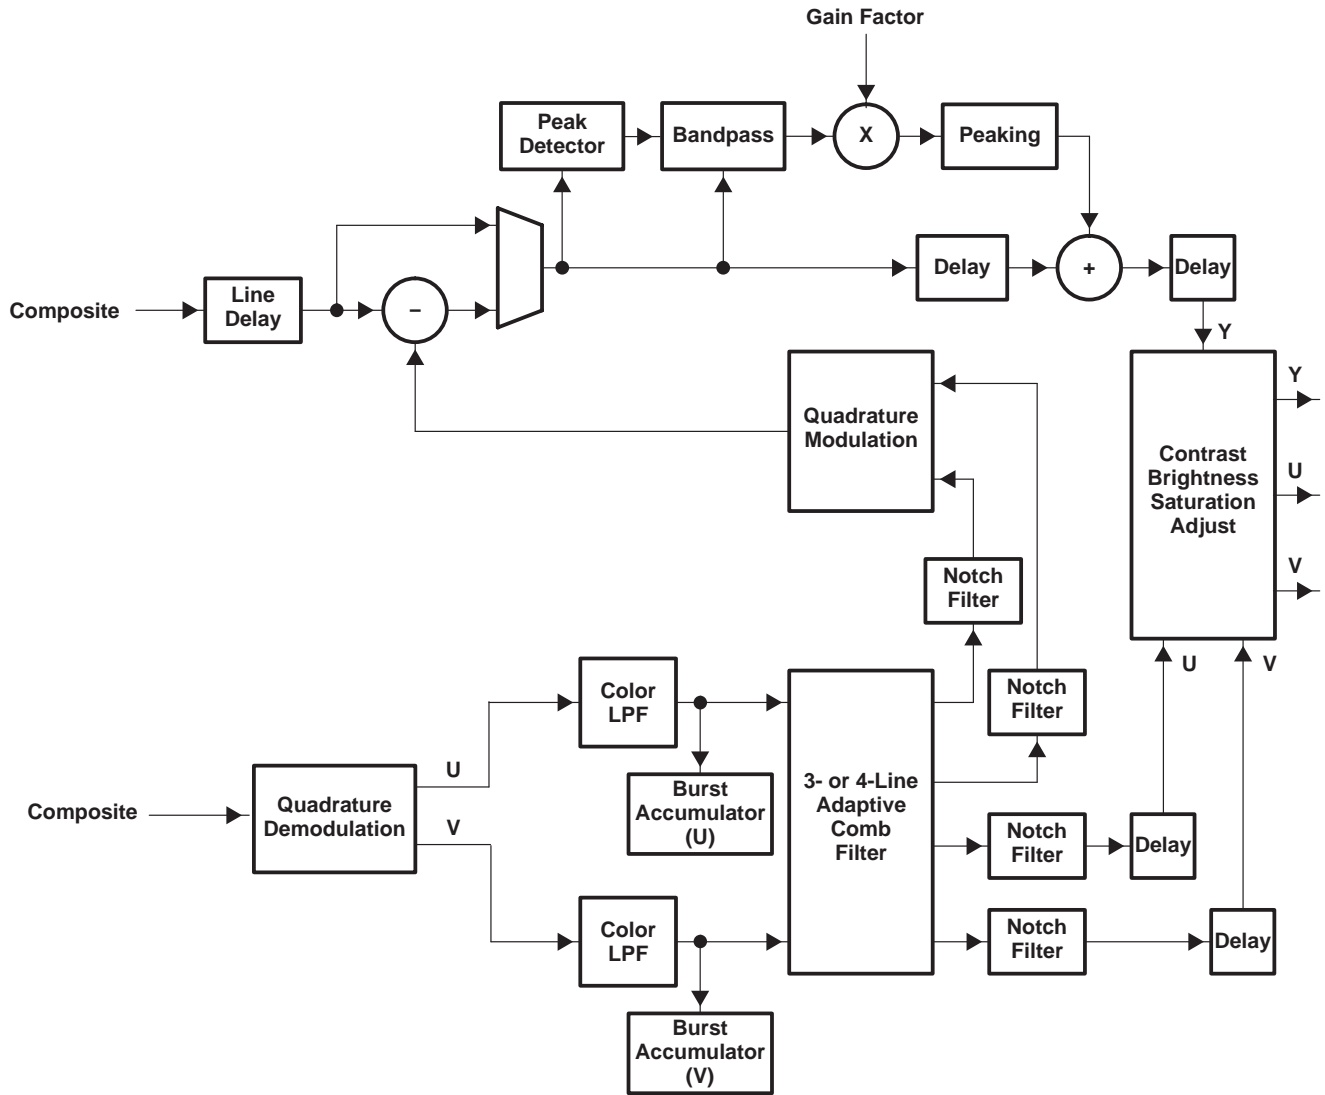 Gain Factor
Peak
Detector
Bandpass
X
Peaking
Composite
Line
Delay
–
Delay
+
Delay
Y
Quadrature
Modulation
Contrast
Brightness
Saturation
Adjust
Y
U
V
Notch
Filter
U
V
Color
LPF
Notch
Filter
Composite
Quadrature
Demodulation
U
V
Burst
Accumulator
(U)
3- or 4-Line
Adaptive
Comb
Filter
Notch
Filter
Delay
Color
LPF
Notch
Filter
Delay
Burst
Accumulator
(V)